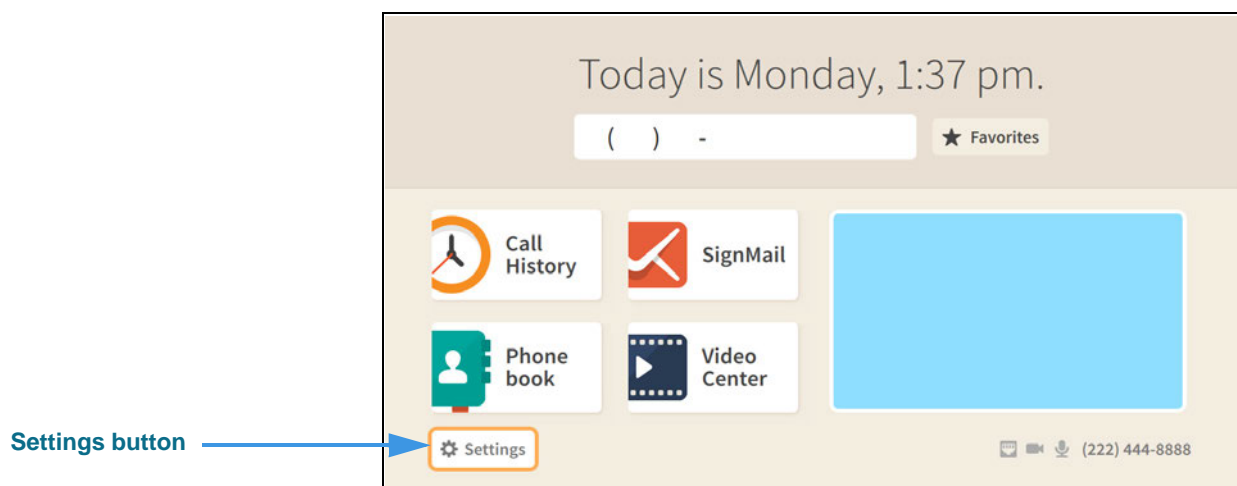 Today is Monday, 1:37 pm.
( ) -
Favorites
Call
History
SignMail
Phone
book
Video
Center
Settings button
Settings
(222) 444-8888